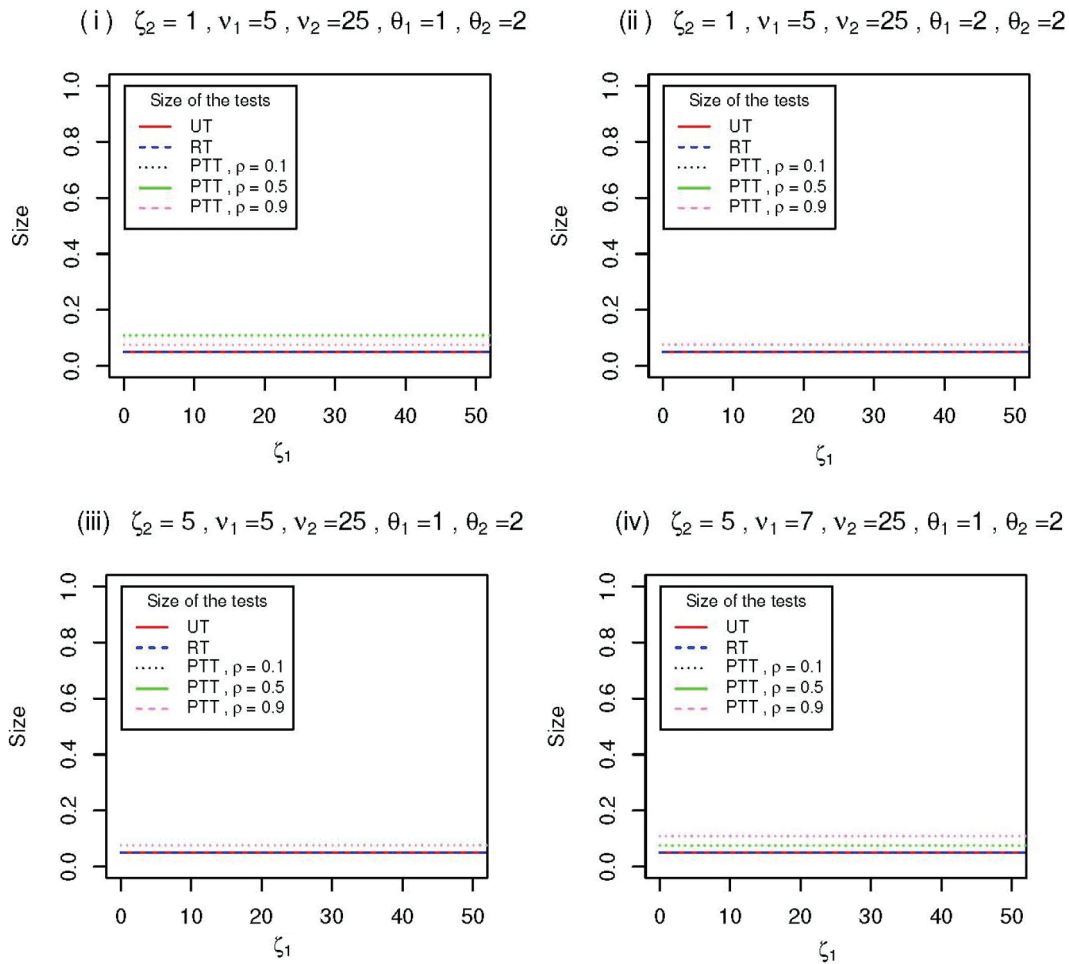 (i) ζ₂ = 1 , ν₁ =5 , ν₂ =25 , θ₁ =1 , θ₂ =2
Size
1.0
0.8
0.6
0.4
0.2
0.0
Size of the tests
UT
RT
PTT , ρ = 0.1
PTT , ρ = 0.5
PTT , ρ = 0.9
0 10 20 30 40 50
ζ₁
(ii) ζ₂ = 1 , ν₁ =5 , ν₂ =25 , θ₁ =2 , θ₂ =2
Size
1.0
0.8
0.6
0.4
0.2
0.0
Size of the tests
UT
RT
PTT , ρ = 0.1
PTT , ρ = 0.5
PTT , ρ = 0.9
0 10 20 30 40 50
ζ₁
(iii) ζ₂ = 5 , ν₁ =5 , ν₂ =25 , θ₁ =1 , θ₂ =2
Size
1.0
0.8
0.6
0.4
0.2
0.0
Size of the tests
UT
RT
PTT , ρ = 0.1
PTT , ρ = 0.5
PTT , ρ = 0.9
0 10 20 30 40 50
ζ₁
(iv) ζ₂ = 5 , ν₁ =7 , ν₂ =25 , θ₁ =1 , θ₂ =2
Size
1.0
0.8
0.6
0.4
0.2
0.0
Size of the tests
UT
RT
PTT , ρ = 0.1
PTT , ρ = 0.5
PTT , ρ = 0.9
0 10 20 30 40 50
ζ₁